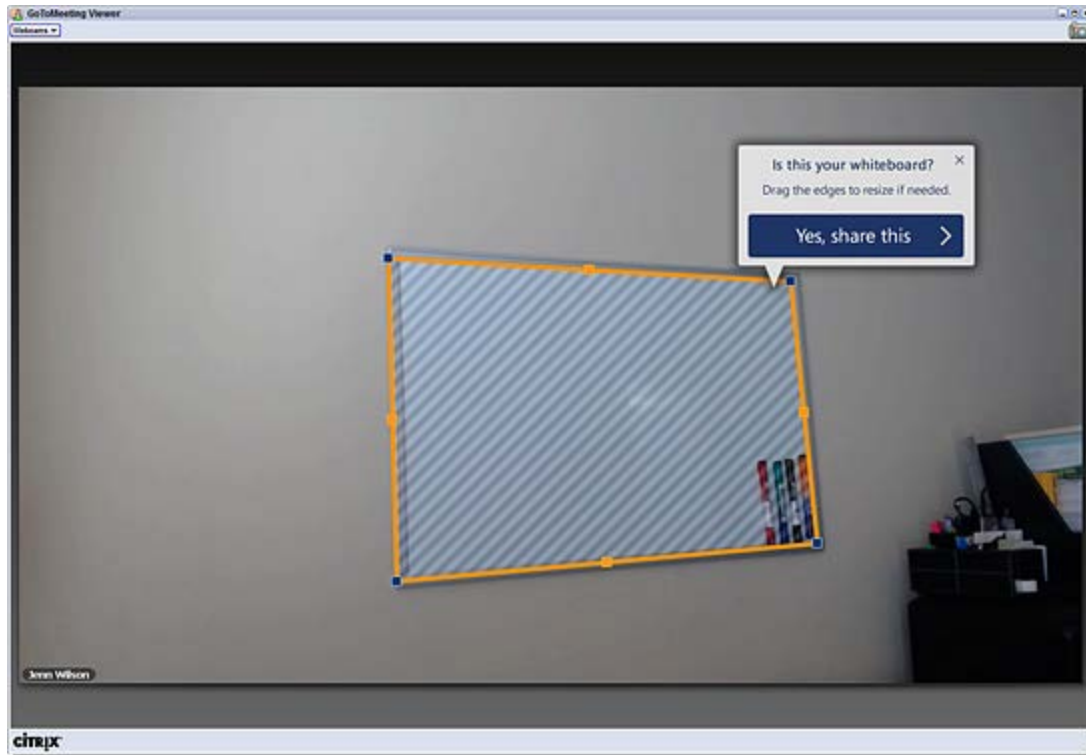 GoToMeeting Viewer
Webcams
Is this your whiteboard?
Drag the edges to resize if needed.
Yes, share this
Jenn Wilson
CITRIX